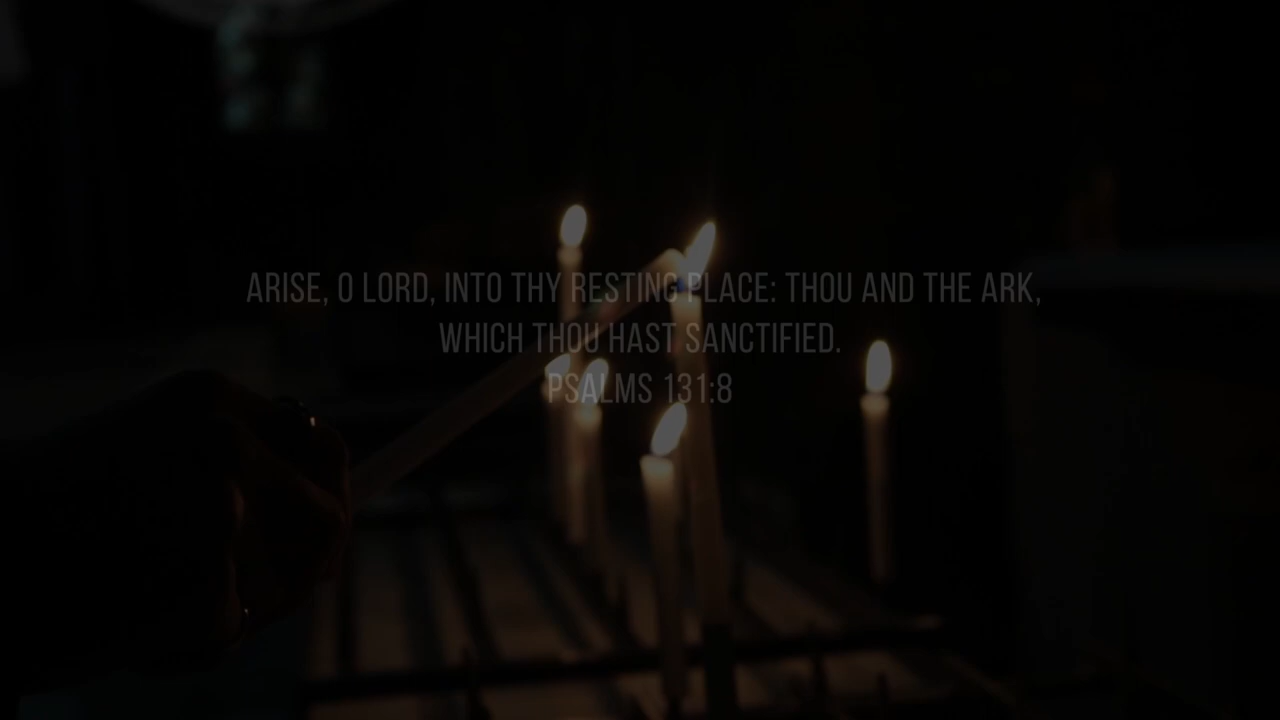 ARISE, O LORD, INTO THY RESTING PLACE: THOU AND THE ARK,
WHICH THOU HAST SANCTIFIED.
PSALMS 131:8